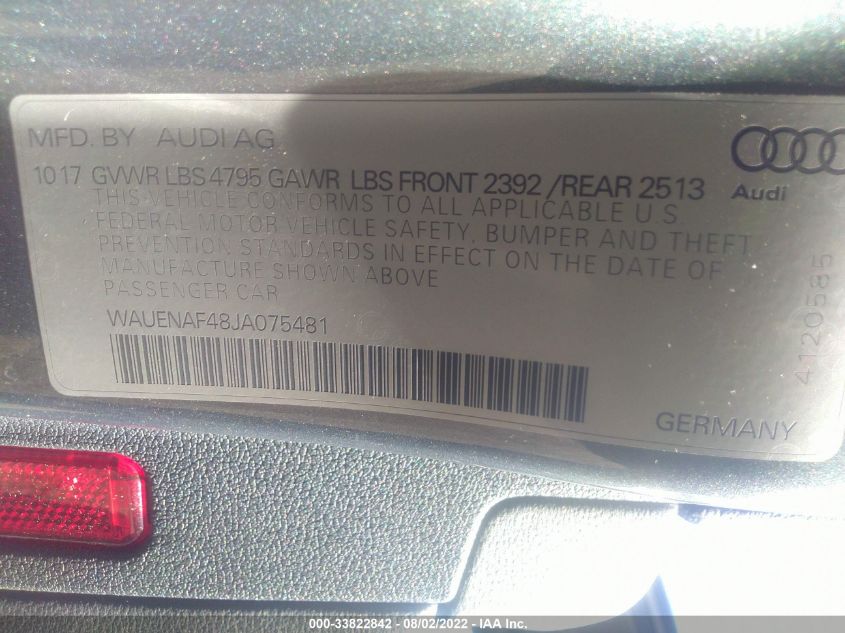 MFD. BY AUDI AG
10 17 GVWR LBS 4795 GAWR LBS FRONT 2392 /REAR 2513
THIS VEHICLE CONFORMS TO ALL APPLICABLE U.S.
FEDERAL MOTOR VEHICLE SAFETY, BUMPER AND THEFT
PREVENTION STANDARDS IN EFFECT ON THE DATE OF
MANUFACTURE SHOWN ABOVE
PASSENGER CAR
WAUENAF48JA075481
Audi
4120585
GERMANY
000-33822842 - 08/02/2022 - IAA Inc.